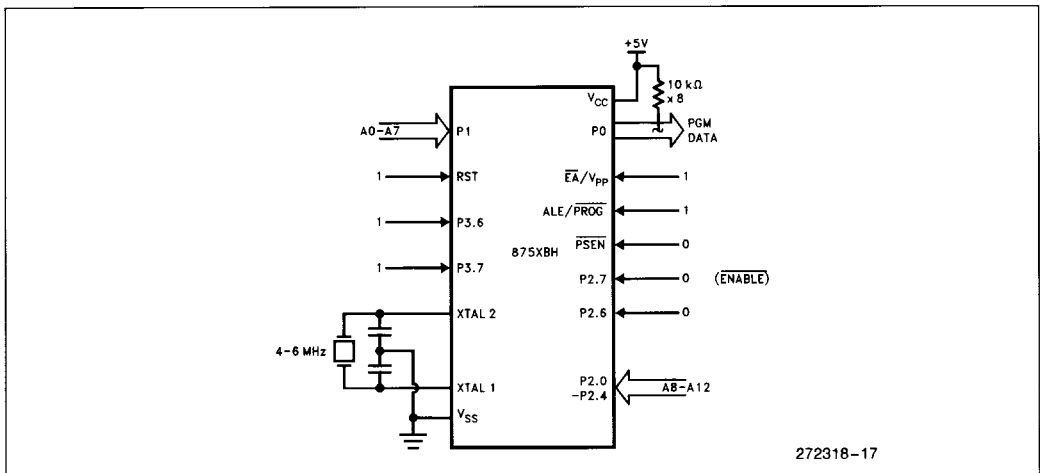 +5V
10 kΩ
x 8
VCC
A0-A7
P1
P0
PGM
DATA
1
RST
EA/VPP
1
ALE/PROG
1
1
P3.6
875XBH
PSEN
0
1
P3.7
P2.7
0
(ENABLE)
XTAL 2
P2.6
0
4-6 MHz
XTAL 1
P2.0
-P2.4
A8-A12
VSS
272318-17